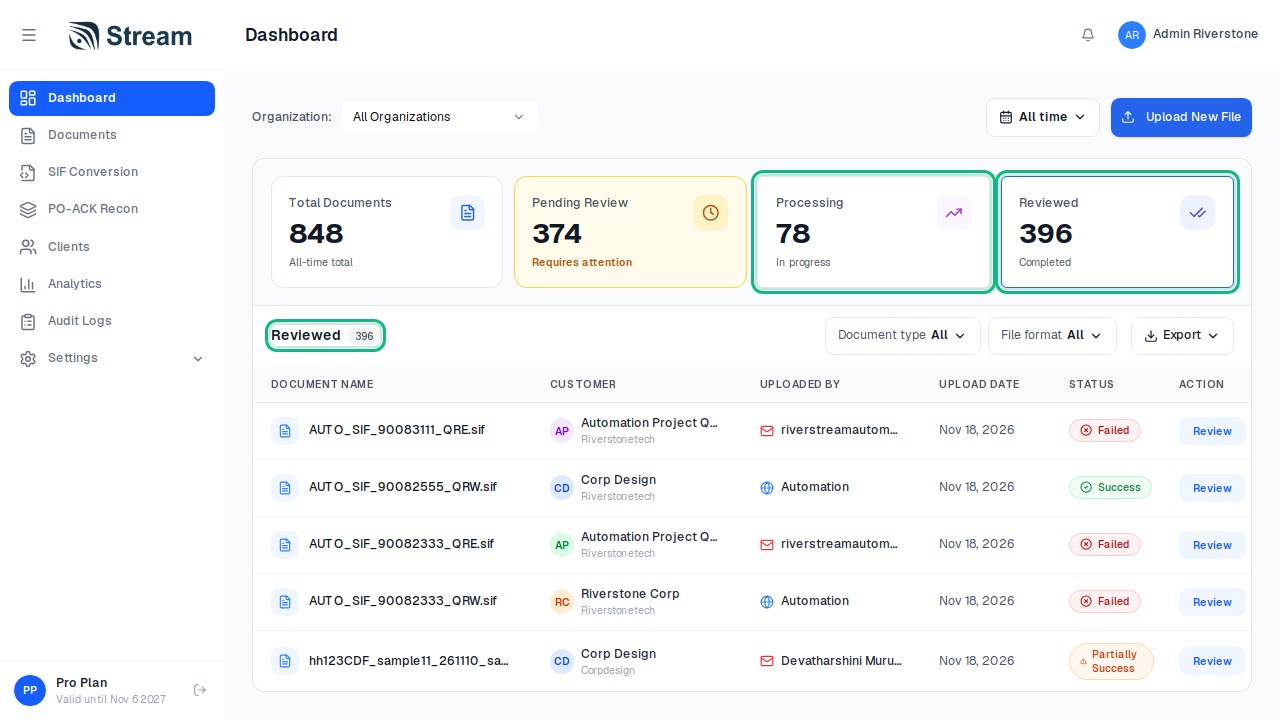 Stream
Dashboard
AR
Admin Riverstone
Dashboard
Documents
SIF Conversion
PO-ACK Recon
Clients
Analytics
Audit Logs
Settings
PP
Pro Plan
Valid until Nov 6 2027
Organization:
All Organizations
All time
Upload New File
Total Documents
848
All-time total
Pending Review
374
Requires attention
Processing
78
In progress
Reviewed
396
Completed
Reviewed 396
Document type All
File format All
Export
DOCUMENT NAME CUSTOMER UPLOADED BY UPLOAD DATE STATUS ACTION
AUTO_SIF_90083111_QRE.sif AP Automation Project Q... riverstreamautom... Nov 18, 2026 Failed Review
Riverstonetech
AUTO_SIF_90082555_QRW.sif CD Corp Design Automation Nov 18, 2026 Success Review
Riverstonetech
AUTO_SIF_90082333_QRE.sif AP Automation Project Q... riverstreamautom... Nov 18, 2026 Failed Review
Riverstonetech
AUTO_SIF_90082333_QRW.sif RC Riverstone Corp Automation Nov 18, 2026 Failed Review
Riverstonetech
hh123CDF_sample11_261110_sa... CD Corp Design Devatharshini Muru... Nov 18, 2026 Partially Success Review
Corpdesign